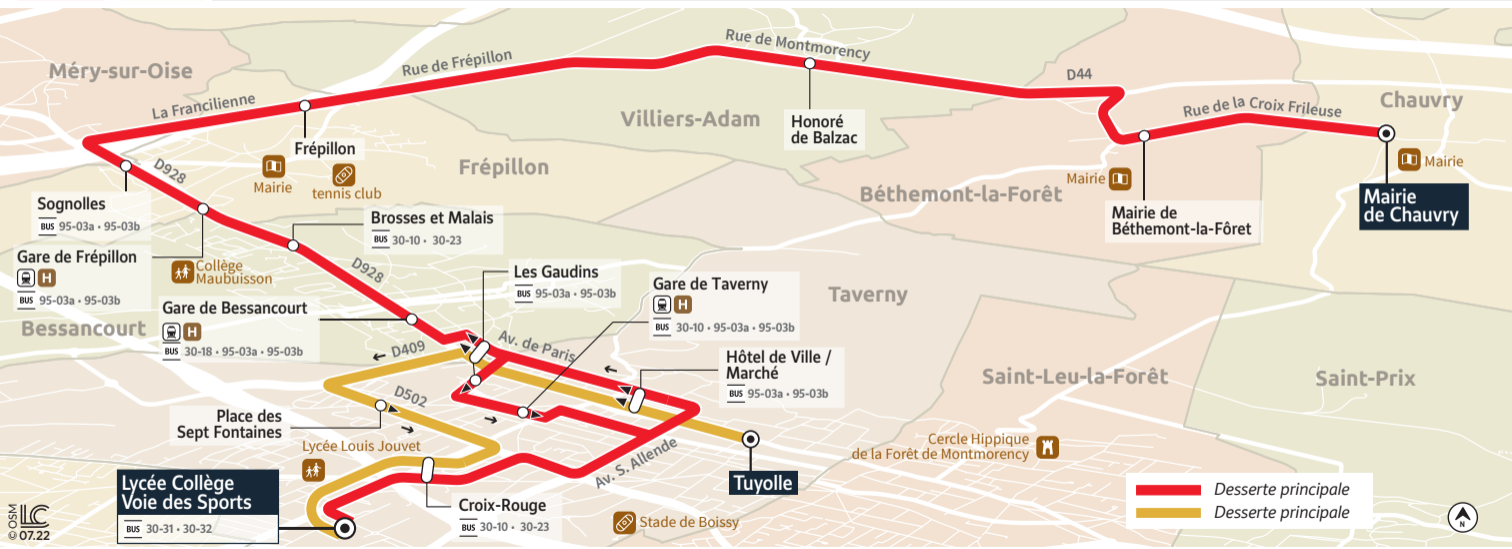 Méry-sur-Oise
La Francilienne
Rue de Frépillon
Rue de Montmorency
D44
Rue de la Croix Frileuse
Chauvry
Villiers-Adam
Honoré
de Balzac
Frépillon
Mairie
tennis club
Frépillon
Béthemont-la-Forêt
Mairie
Mairie de
Béthemont-la-Fôret
Mairie
Mairie
de Chauvry
D928
Sognolles
BUS 95-03a • 95-03b
Gare de Frépillon
H
BUS 95-03a • 95-03b
Collège
Maubuisson
Brosses et Malais
BUS 30-10 • 30-23
D928
Bessancourt
Gare de Bessancourt
H
BUS 30-18 • 95-03a • 95-03b
Les Gaudins
BUS 95-03a • 95-03b
Gare de Taverny
H
BUS 30-10 • 95-03a • 95-03b
Taverny
Av. de Paris
D409
D502
Hôtel de Ville /
Marché
BUS 95-03a • 95-03b
Saint-Leu-la-Forêt
Saint-Prix
Place des
Sept Fontaines
Lycée Louis Jouvet
Av. S. Allende
Tuyolle
Cercle Hippique
de la Forêt de Montmorency
Lycée Collège
Voie des Sports
BUS 30-31 • 30-32
Croix-Rouge
BUS 30-10 • 30-23
Stade de Boissy
Desserte principale
Desserte principale
N
© OSM
LC
07.22